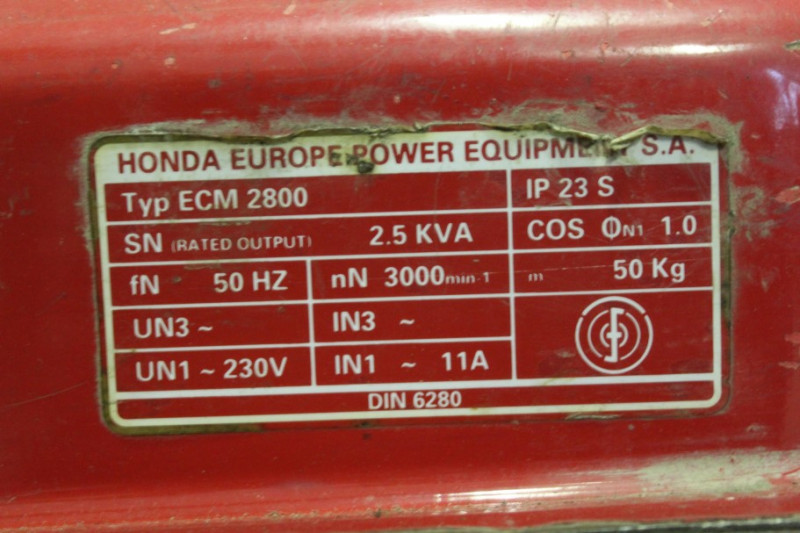 HONDA EUROPE POWER EQUIPMENT S.A.
Typ ECM 2800 IP 23 S
SN (RATED OUTPUT) 2.5 KVA COS ΦN1 1.0
fN 50 HZ nN 3000min-1 m 50 Kg
UN3 ~ IN3 ~
UN1 ~ 230V IN1 ~ 11A
DIN 6280